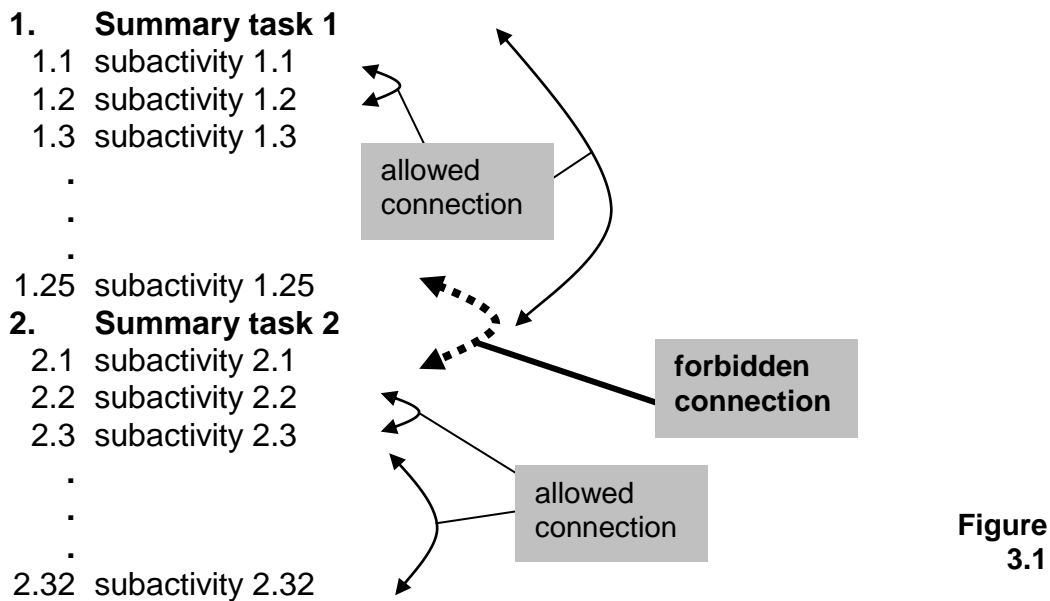 1. Summary task 1
1.1 subactivity 1.1
1.2 subactivity 1.2
1.3 subactivity 1.3
.
.
.
allowed
connection
1.25 subactivity 1.25
2. Summary task 2
2.1 subactivity 2.1
2.2 subactivity 2.2
2.3 subactivity 2.3
.
.
.
2.32 subactivity 2.32
forbidden
connection
allowed
connection
Figure
3.1